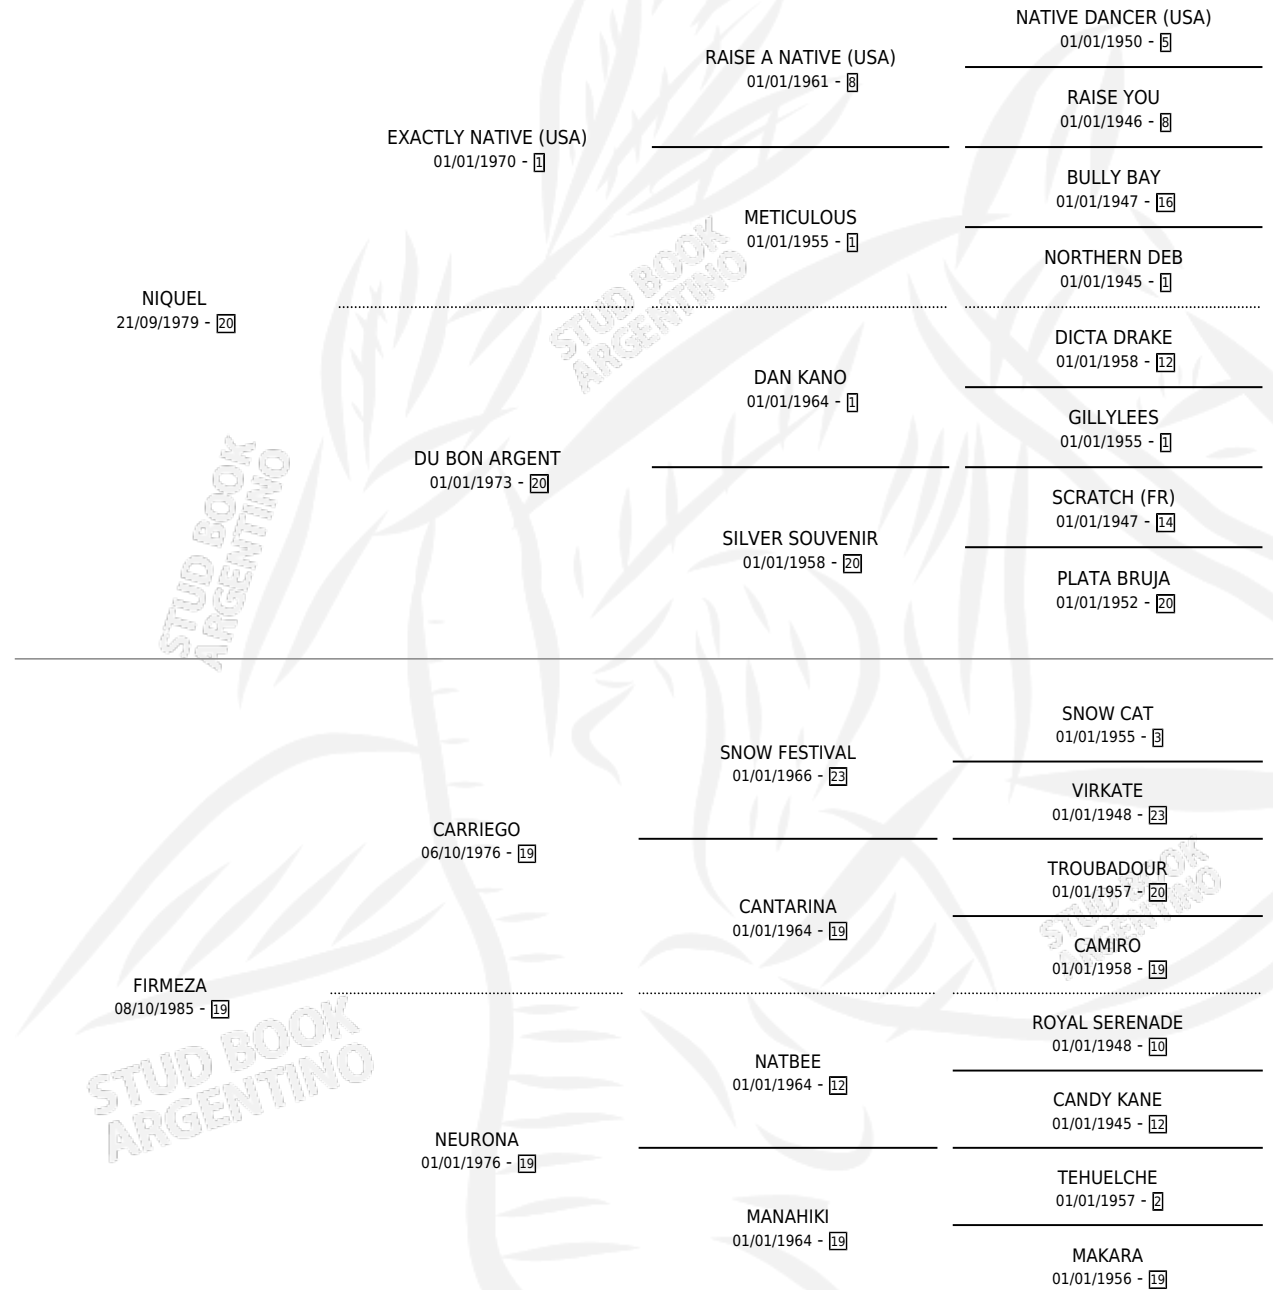 NATIVE DANCER (USA)
01/01/1950 - 5
RAISE A NATIVE (USA)
01/01/1961 - 8
RAISE YOU
01/01/1946 - 8
EXACTLY NATIVE (USA)
01/01/1970 - 1
BULLY BAY
01/01/1947 - 16
METICULOUS
01/01/1955 - 1
NORTHERN DEB
01/01/1945 - 1
NIQUEL
21/09/1979 - 20
DICTA DRAKE
01/01/1958 - 12
DAN KANO
01/01/1964 - 1
GILLYLEES
01/01/1955 - 1
DU BON ARGENT
01/01/1973 - 20
SCRATCH (FR)
01/01/1947 - 14
SILVER SOUVENIR
01/01/1958 - 20
PLATA BRUJA
01/01/1952 - 20
SNOW CAT
01/01/1955 - 3
SNOW FESTIVAL
01/01/1966 - 23
VIRKATE
01/01/1948 - 23
CARRIEGO
06/10/1976 - 19
TROUBADOUR
01/01/1957 - 20
CANTARINA
01/01/1964 - 19
CAMIRO
01/01/1958 - 19
FIRMEZA
08/10/1985 - 19
ROYAL SERENADE
01/01/1948 - 10
NATBEE
01/01/1964 - 12
CANDY KANE
01/01/1945 - 12
NEURONA
01/01/1976 - 19
TEHUELCHE
01/01/1957 - 2
MANAHIKI
01/01/1964 - 19
MAKARA
01/01/1956 - 19
STUD BOOK
ARGENTINO
STUD BOOK
ARGENTINO
STUD BOOK
ARGENTINO
STUD BOOK
ARGENTINO